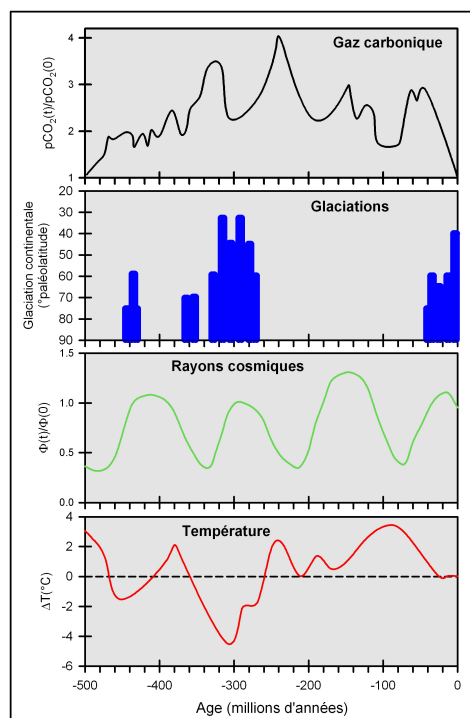 Gaz carbonique
pCO₂(t)/pCO₂(0)
4
3
2
1
Glaciations
Glaciation continentale
(°paléolatitude)
20
30
40
50
60
70
80
90
Rayons cosmiques
Φ(t)/Φ(0)
1.5
1.0
0.5
0.0
Température
ΔT(°C)
4
2
0
-2
-4
-6
-500 -400 -300 -200 -100 0
Age (millions d'années)